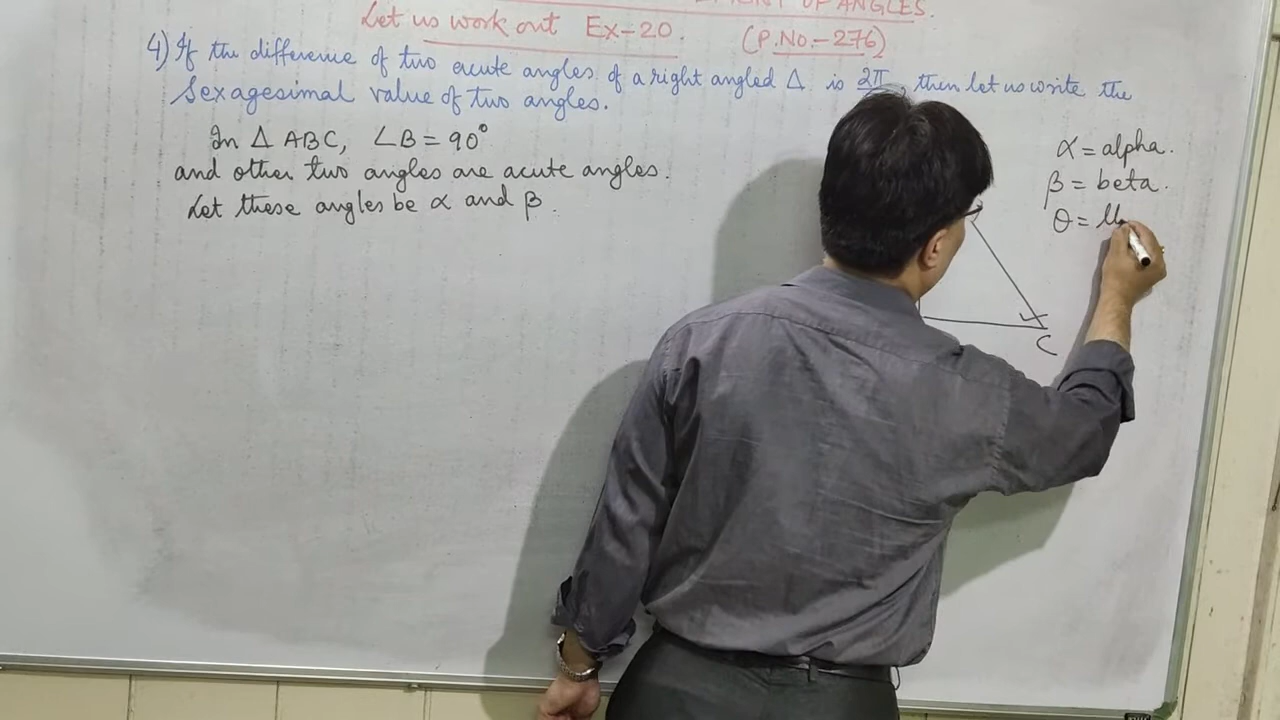 OF ANGLES.
Let us work out Ex-20. (P.No.-276)
4) If the difference of two acute angles of a right angled Δ is 2π, then let us write the
Sexagesimal value of two angles.
In Δ ABC, ∠B = 90°
and other two angles are acute angles.
Let these angles be α and β.
α = alpha.
β = beta.
θ =
C